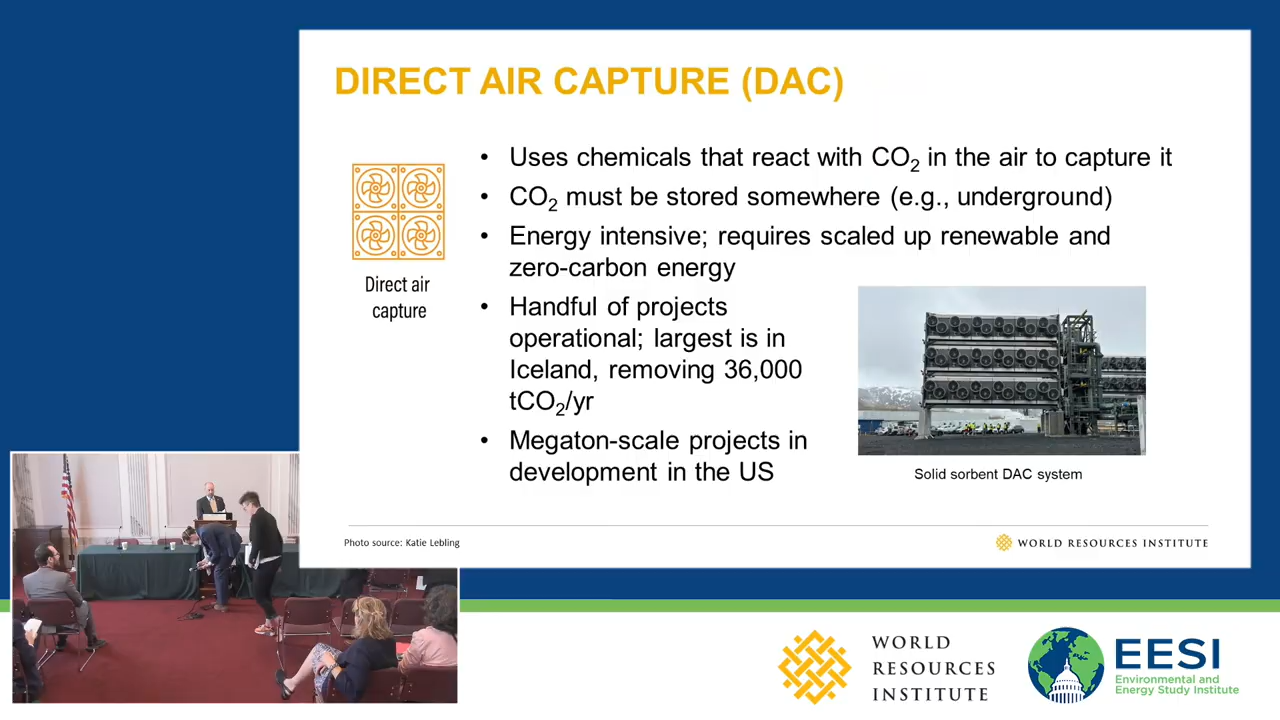 DIRECT AIR CAPTURE (DAC)
Direct air
capture
• Uses chemicals that react with CO₂ in the air to capture it
• CO₂ must be stored somewhere (e.g., underground)
• Energy intensive; requires scaled up renewable and
zero-carbon energy
• Handful of projects
operational; largest is in
Iceland, removing 36,000
tCO₂/yr
• Megaton-scale projects in
development in the US
Solid sorbent DAC system
Photo source: Katie Lebling
WORLD RESOURCES INSTITUTE
WORLD
RESOURCES
INSTITUTE
EESI
Environmental and
Energy Study Institute